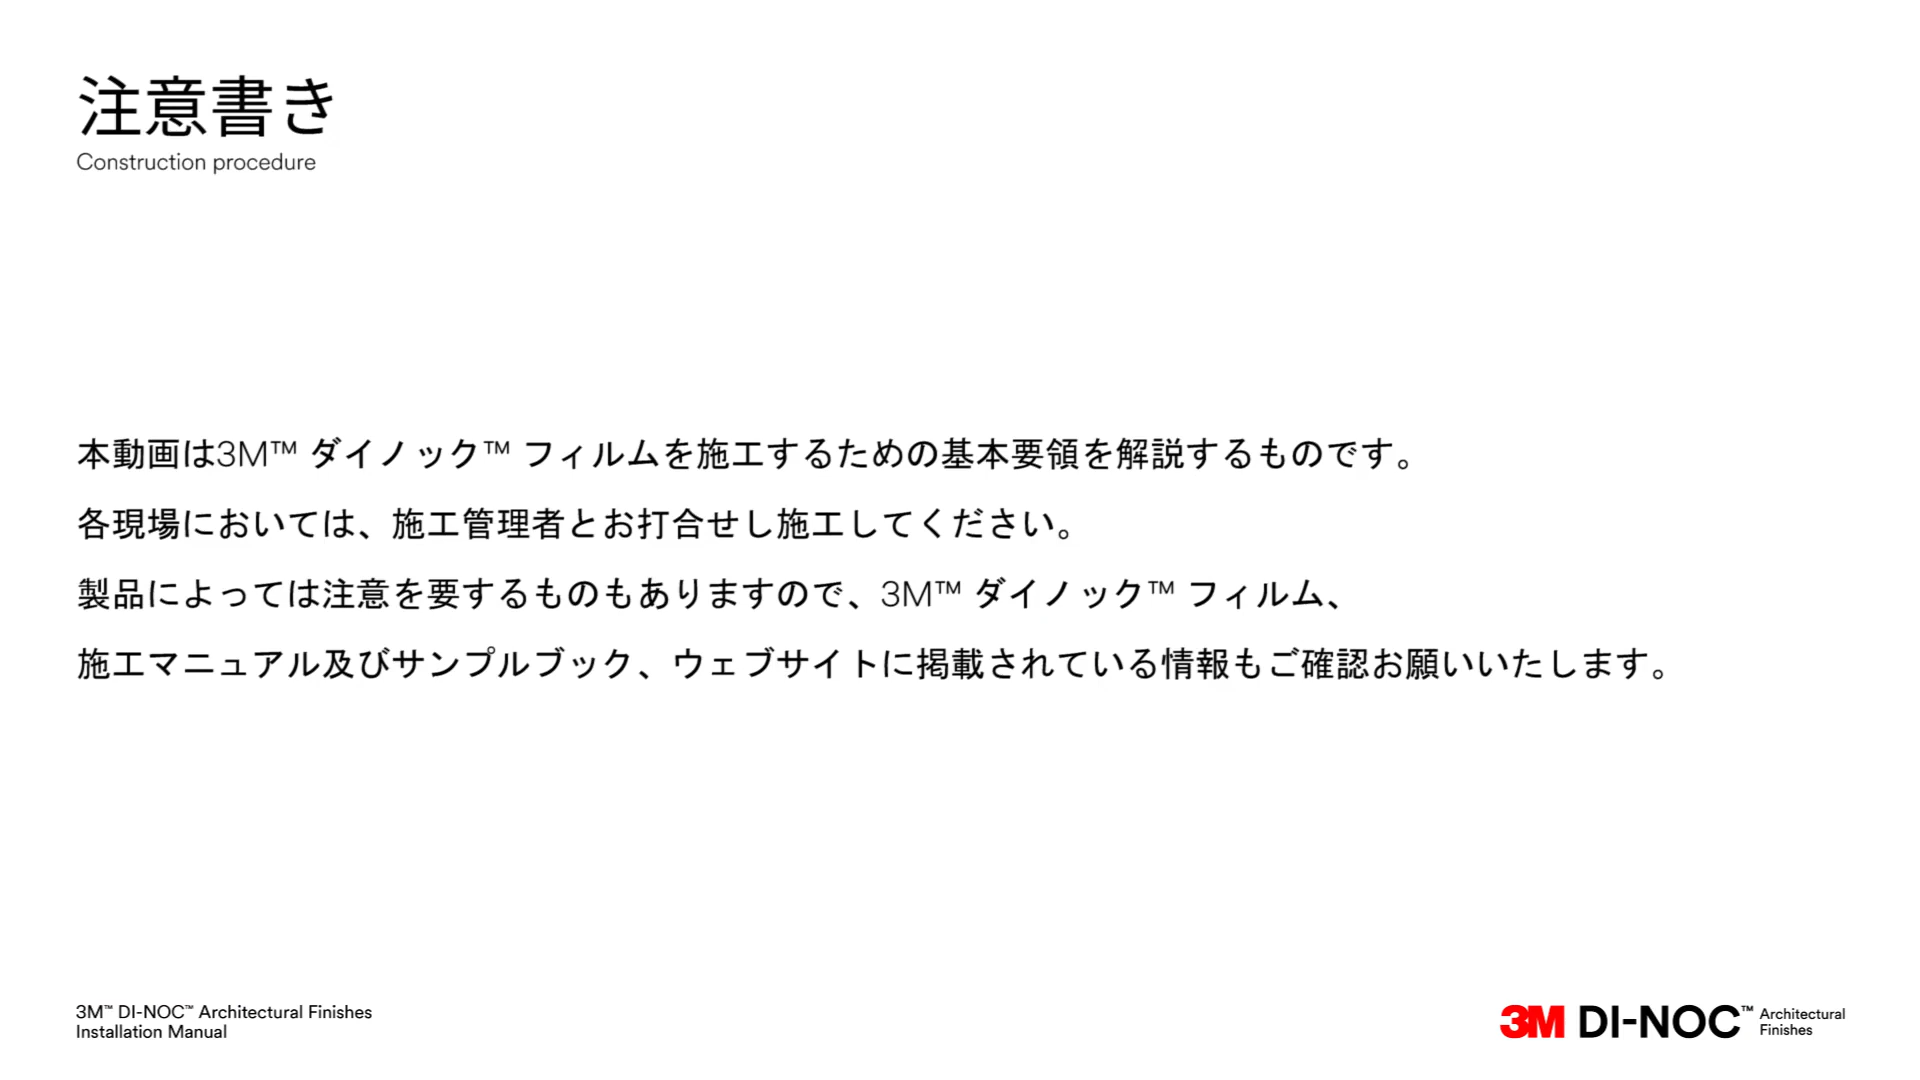 注意書き
Construction procedure
本動画は3M™ ダイノック™ フィルムを施工するための基本要領を解説するものです。
各現場においては、施工管理者とお打合せし施工してください。
製品によっては注意を要するものもありますので、3M™ ダイノック™ フィルム、
施工マニュアル及びサンプルブック、ウェブサイトに掲載されている情報もご確認お願いいたします。
3M™ DI-NOC™ Architectural Finishes
Installation Manual
3M DI-NOC™ Architectural
Finishes